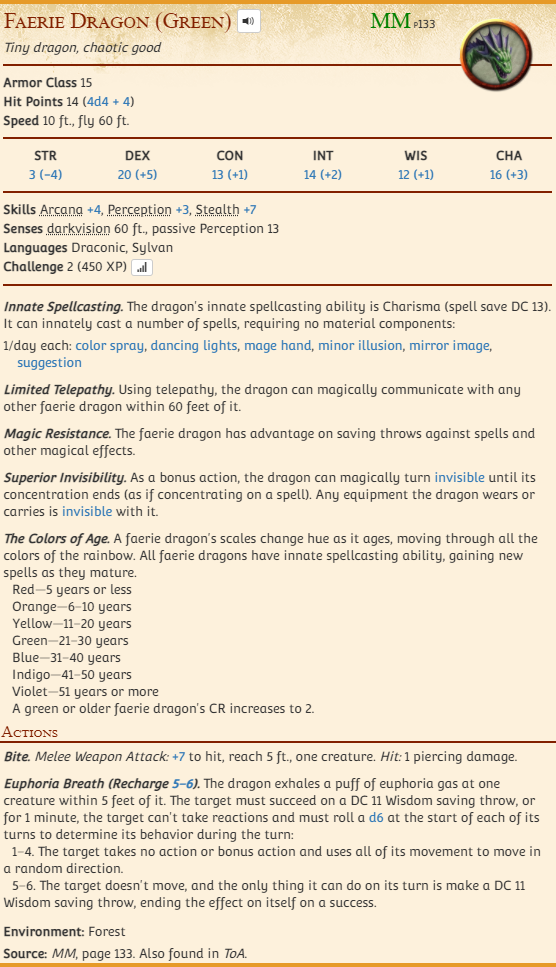 Faerie Dragon (Green) MM p133
Tiny dragon, chaotic good
Armor Class 15
Hit Points 14 (4d4 + 4)
Speed 10 ft., fly 60 ft.
STR DEX CON INT WIS CHA
3 (−4) 20 (+5) 13 (+1) 14 (+2) 12 (+1) 16 (+3)
Skills Arcana +4, Perception +3, Stealth +7
Senses darkvision 60 ft., passive Perception 13
Languages Draconic, Sylvan
Challenge 2 (450 XP)
Innate Spellcasting. The dragon's innate spellcasting ability is Charisma (spell save DC 13).
It can innately cast a number of spells, requiring no material components:
1/day each: color spray, dancing lights, mage hand, minor illusion, mirror image,
suggestion
Limited Telepathy. Using telepathy, the dragon can magically communicate with any
other faerie dragon within 60 feet of it.
Magic Resistance. The faerie dragon has advantage on saving throws against spells and
other magical effects.
Superior Invisibility. As a bonus action, the dragon can magically turn invisible until its
concentration ends (as if concentrating on a spell). Any equipment the dragon wears or
carries is invisible with it.
The Colors of Age. A faerie dragon's scales change hue as it ages, moving through all the
colors of the rainbow. All faerie dragons have innate spellcasting ability, gaining new
spells as they mature.
Red—5 years or less
Orange—6–10 years
Yellow—11–20 years
Green—21–30 years
Blue—31–40 years
Indigo—41–50 years
Violet—51 years or more
A green or older faerie dragon's CR increases to 2.
Actions
Bite. Melee Weapon Attack: +7 to hit, reach 5 ft., one creature. Hit: 1 piercing damage.
Euphoria Breath (Recharge 5–6). The dragon exhales a puff of euphoria gas at one
creature within 5 feet of it. The target must succeed on a DC 11 Wisdom saving throw, or
for 1 minute, the target can't take reactions and must roll a d6 at the start of each of its
turns to determine its behavior during the turn:
1–4. The target takes no action or bonus action and uses all of its movement to move in
a random direction.
5–6. The target doesn't move, and the only thing it can do on its turn is make a DC 11
Wisdom saving throw, ending the effect on itself on a success.
Environment: Forest
Source: MM, page 133. Also found in ToA.